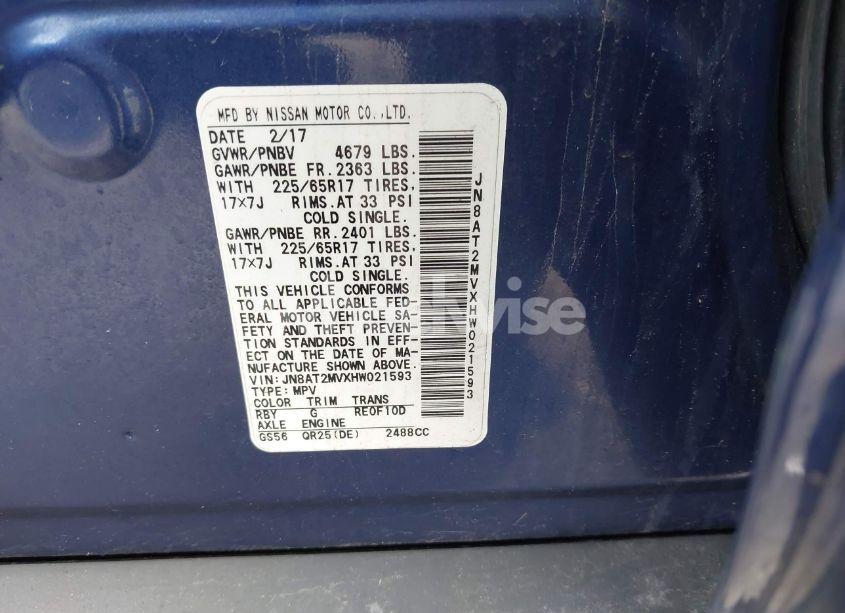 MFD BY NISSAN MOTOR CO.,LTD.
DATE 2/17
GVWR/PNBV 4679 LBS.
GAWR/PNBE FR. 2363 LBS.
WITH 225/65R17 TIRES,
17×7J RIMS.AT 33 PSI
COLD SINGLE.
GAWR/PNBE RR. 2401 LBS.
WITH 225/65R17 TIRES,
17×7J RIMS.AT 33 PSI
COLD SINGLE.
THIS VEHICLE CONFORMS
TO ALL APPLICABLE FED-
ERAL MOTOR VEHICLE SA-
FETY AND THEFT PREVEN-
TION STANDARDS IN EFF-
ECT ON THE DATE OF MA-
NUFACTURE SHOWN ABOVE.
VIN: JN8AT2MVXHW021593
TYPE: MPV
COLOR TRIM TRANS
RBY G RE0F10D
AXLE ENGINE
GS56 QR25(DE) 2488CC
JN8AT2MVXHW021593